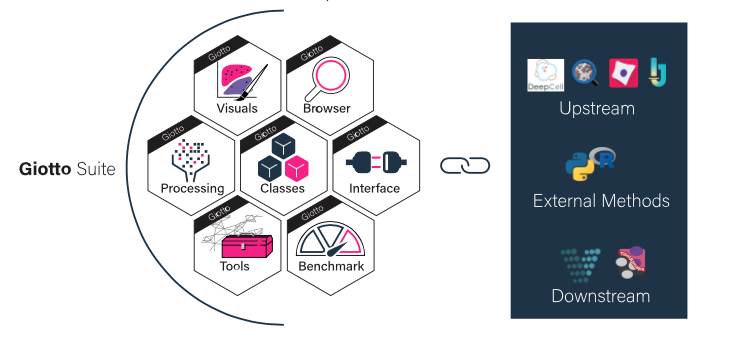 Giotto Suite
Giotto
Visuals
Giotto
Browser
Giotto
Processing
Giotto
Classes
Giotto
Interface
Giotto
Tools
Giotto
Benchmark
DeepCell
Upstream
R
External Methods
Downstream